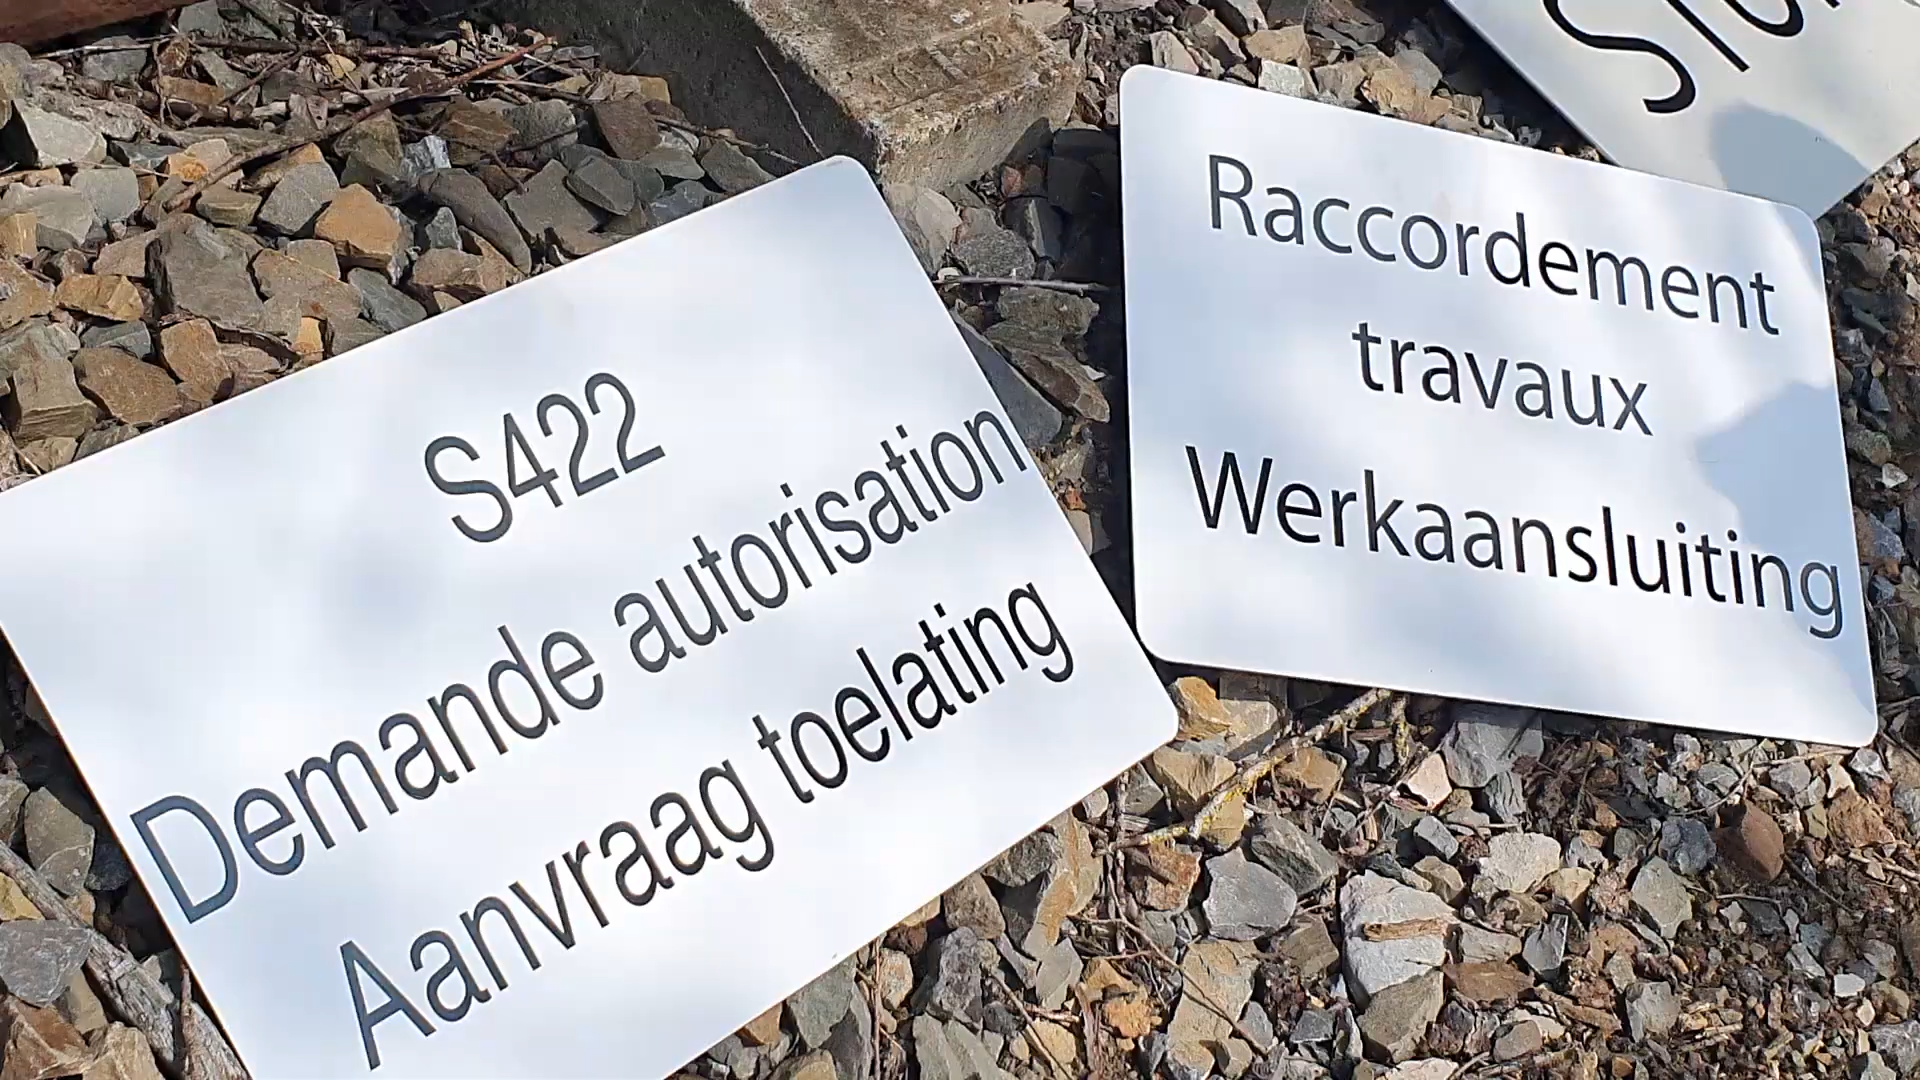 S422
Demande autorisation
Aanvraag toelating
Raccordement
travaux
Werkaansluiting